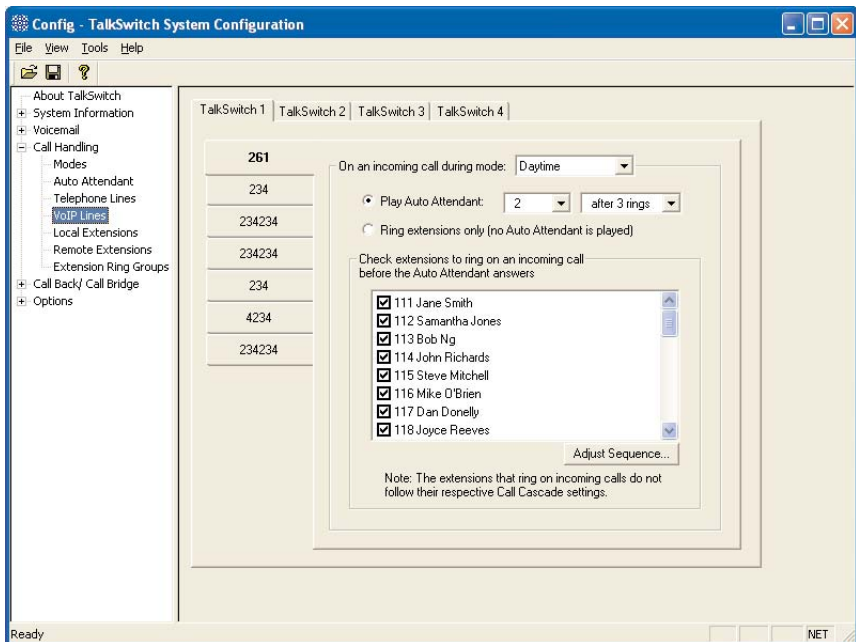 Config - TalkSwitch System Configuration
File View Tools Help
About TalkSwitch
System Information
Voicemail
Call Handling
Modes
Auto Attendant
Telephone Lines
VoIP Lines
Local Extensions
Remote Extensions
Extension Ring Groups
Call Back/ Call Bridge
Options
TalkSwitch 1 TalkSwitch 2 TalkSwitch 3 TalkSwitch 4
261
234
234234
234234
234
4234
234234
On an incoming call during mode: Daytime
Play Auto Attendant: 2 after 3 rings
Ring extensions only (no Auto Attendant is played)
Check extensions to ring on an incoming call
before the Auto Attendant answers
111 Jane Smith
112 Samantha Jones
113 Bob Ng
114 John Richards
115 Steve Mitchell
116 Mike O'Brien
117 Dan Donelly
118 Joyce Reeves
Adjust Sequence...
Note: The extensions that ring on incoming calls do not
follow their respective Call Cascade settings.
Ready NET